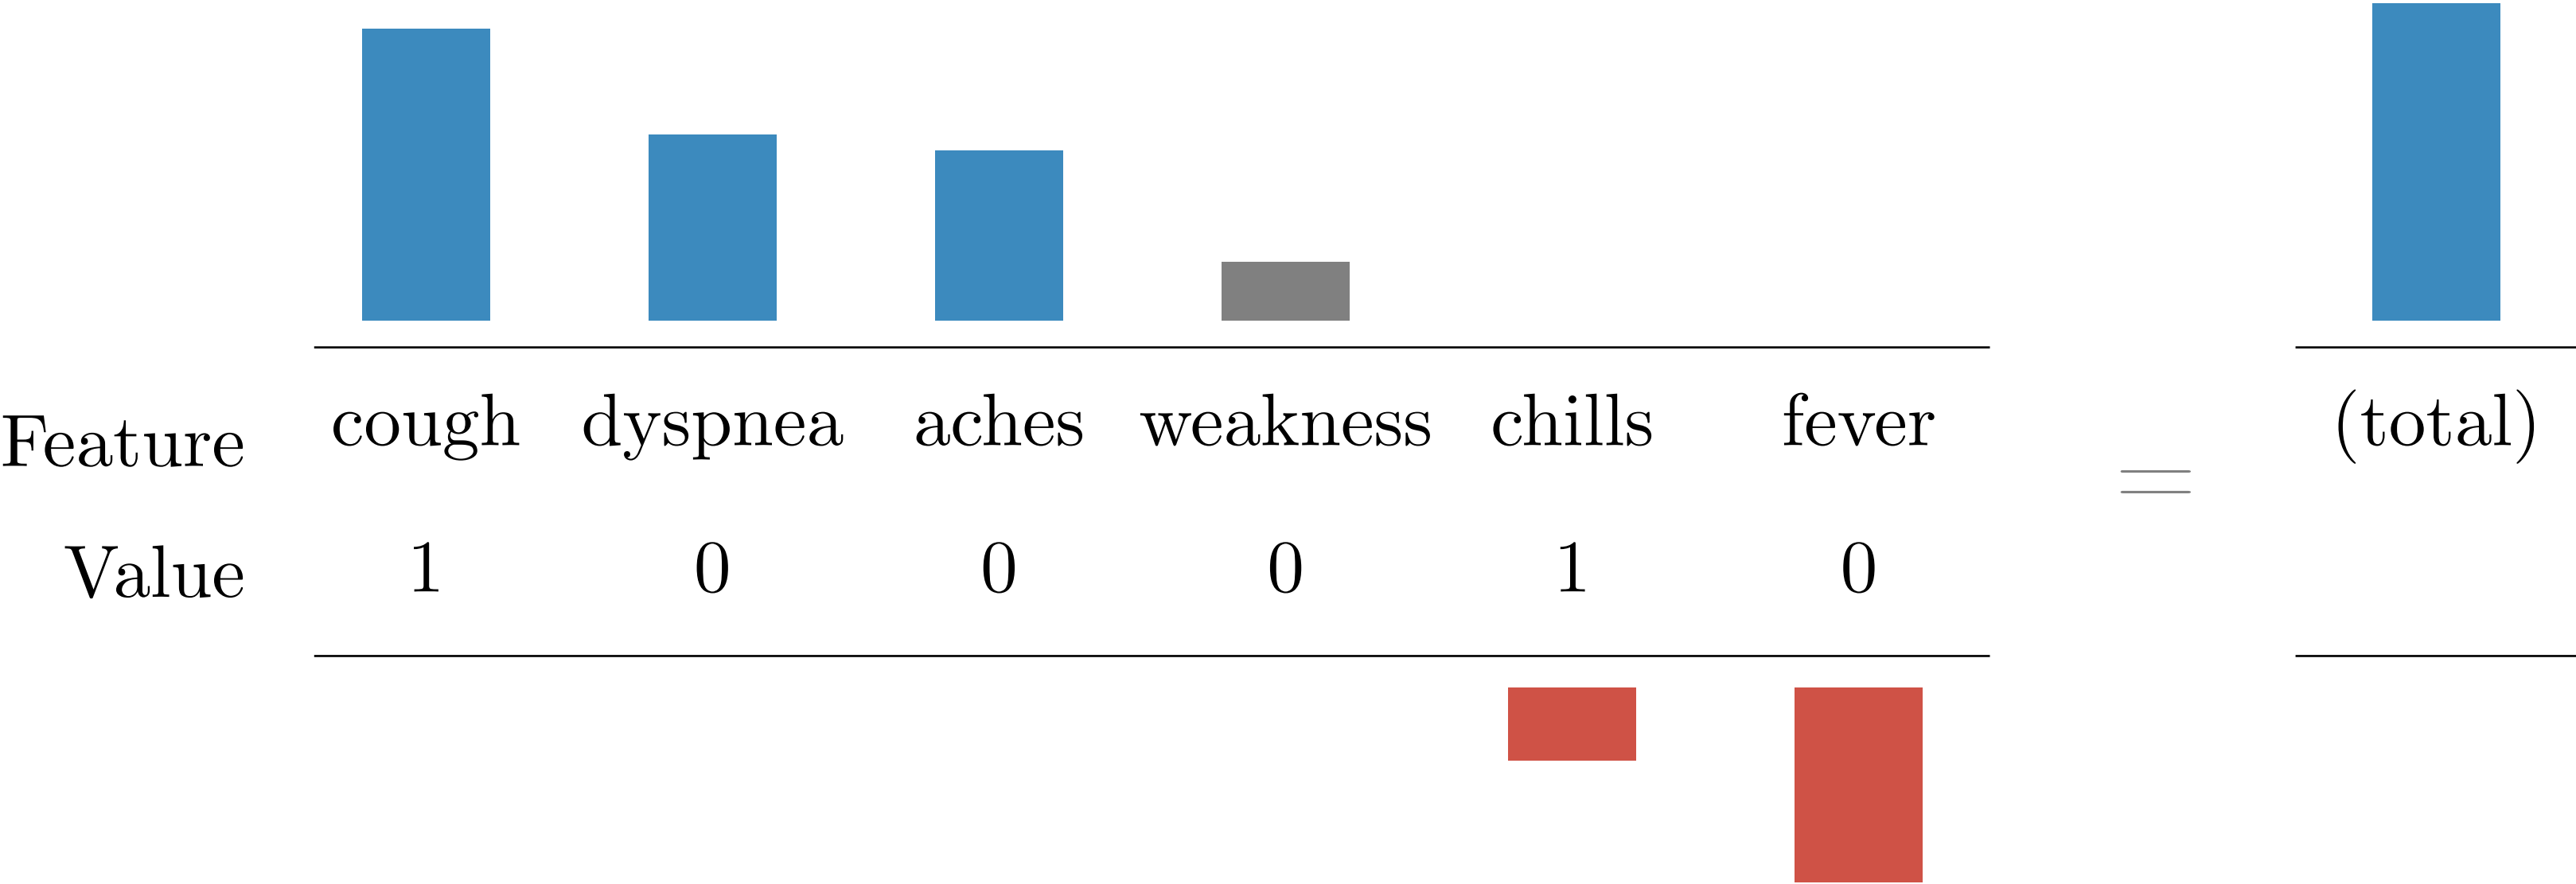 Feature cough dyspnea aches weakness chills fever = (total)
Value 1 0 0 0 1 0